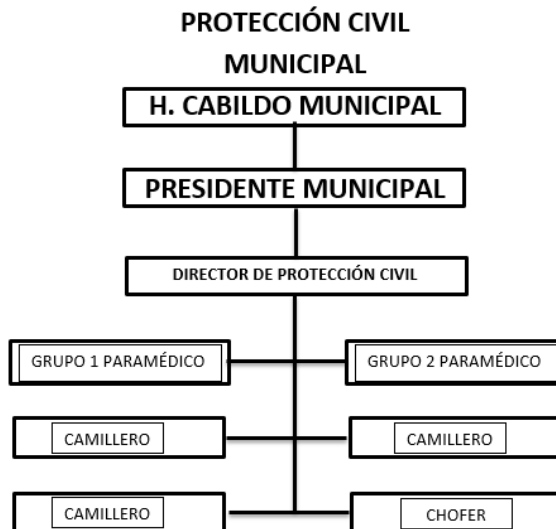 PROTECCIÓN CIVIL
MUNICIPAL
H. CABILDO MUNICIPAL
PRESIDENTE MUNICIPAL
DIRECTOR DE PROTECCIÓN CIVIL
GRUPO 1 PARAMÉDICO
GRUPO 2 PARAMÉDICO
CAMILLERO
CAMILLERO
CAMILLERO
CHOFER